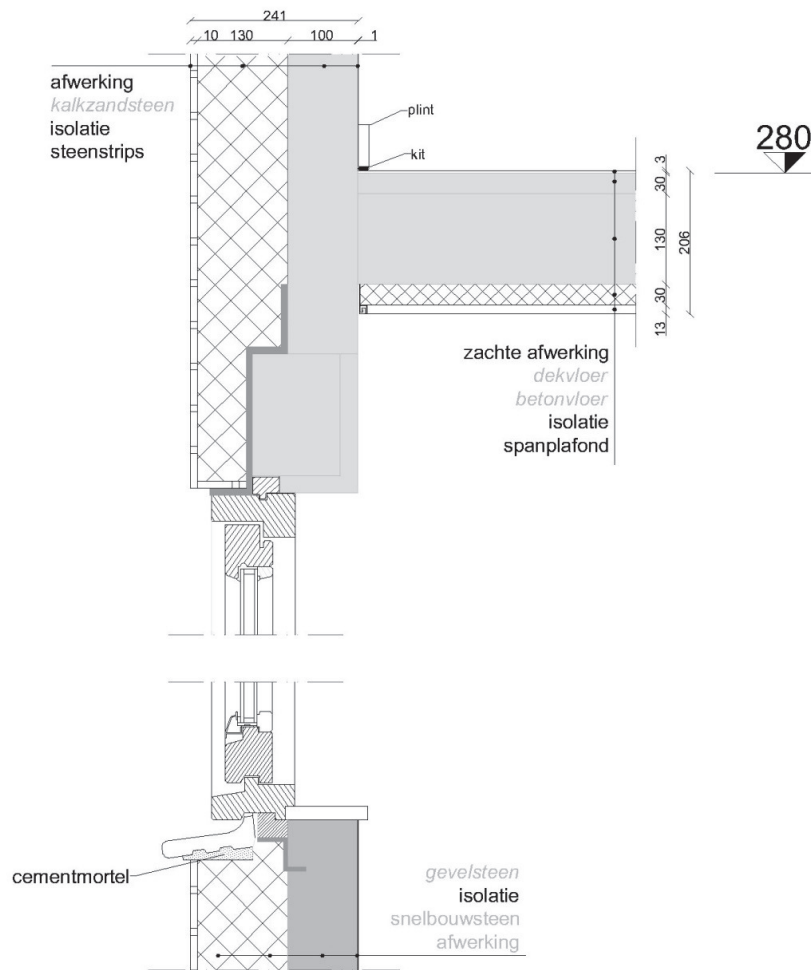 241
10 130 100 1
afwerking
kalkzandsteen
isolatie
steenstrips
plint
kit
280
3
30
130
30
13
206
zachte afwerking
dekvloer
betonvloer
isolatie
spanplafond
cementmortel
gevelsteen
isolatie
snelbouwsteen
afwerking